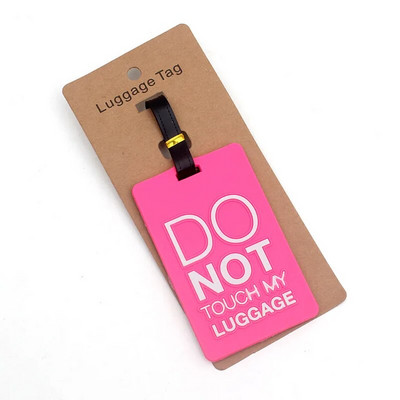 Luggage Tag
DO
NOT
TOUCH MY
LUGGAGE